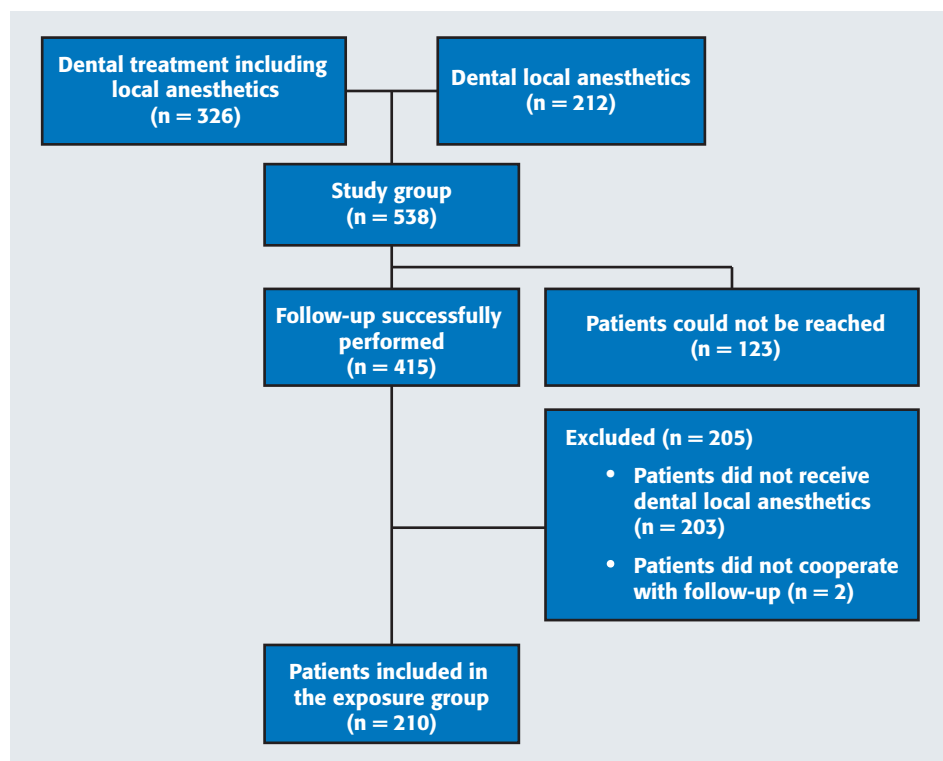 Dental treatment including
local anesthetics
(n = 326)
Dental local anesthetics
(n = 212)
Study group
(n = 538)
Follow-up successfully
performed
(n = 415)
Patients could not be reached
(n = 123)
Excluded (n = 205)
• Patients did not receive
dental local anesthetics
(n = 203)
• Patients did not cooperate
with follow-up (n = 2)
Patients included in
the exposure group
(n = 210)